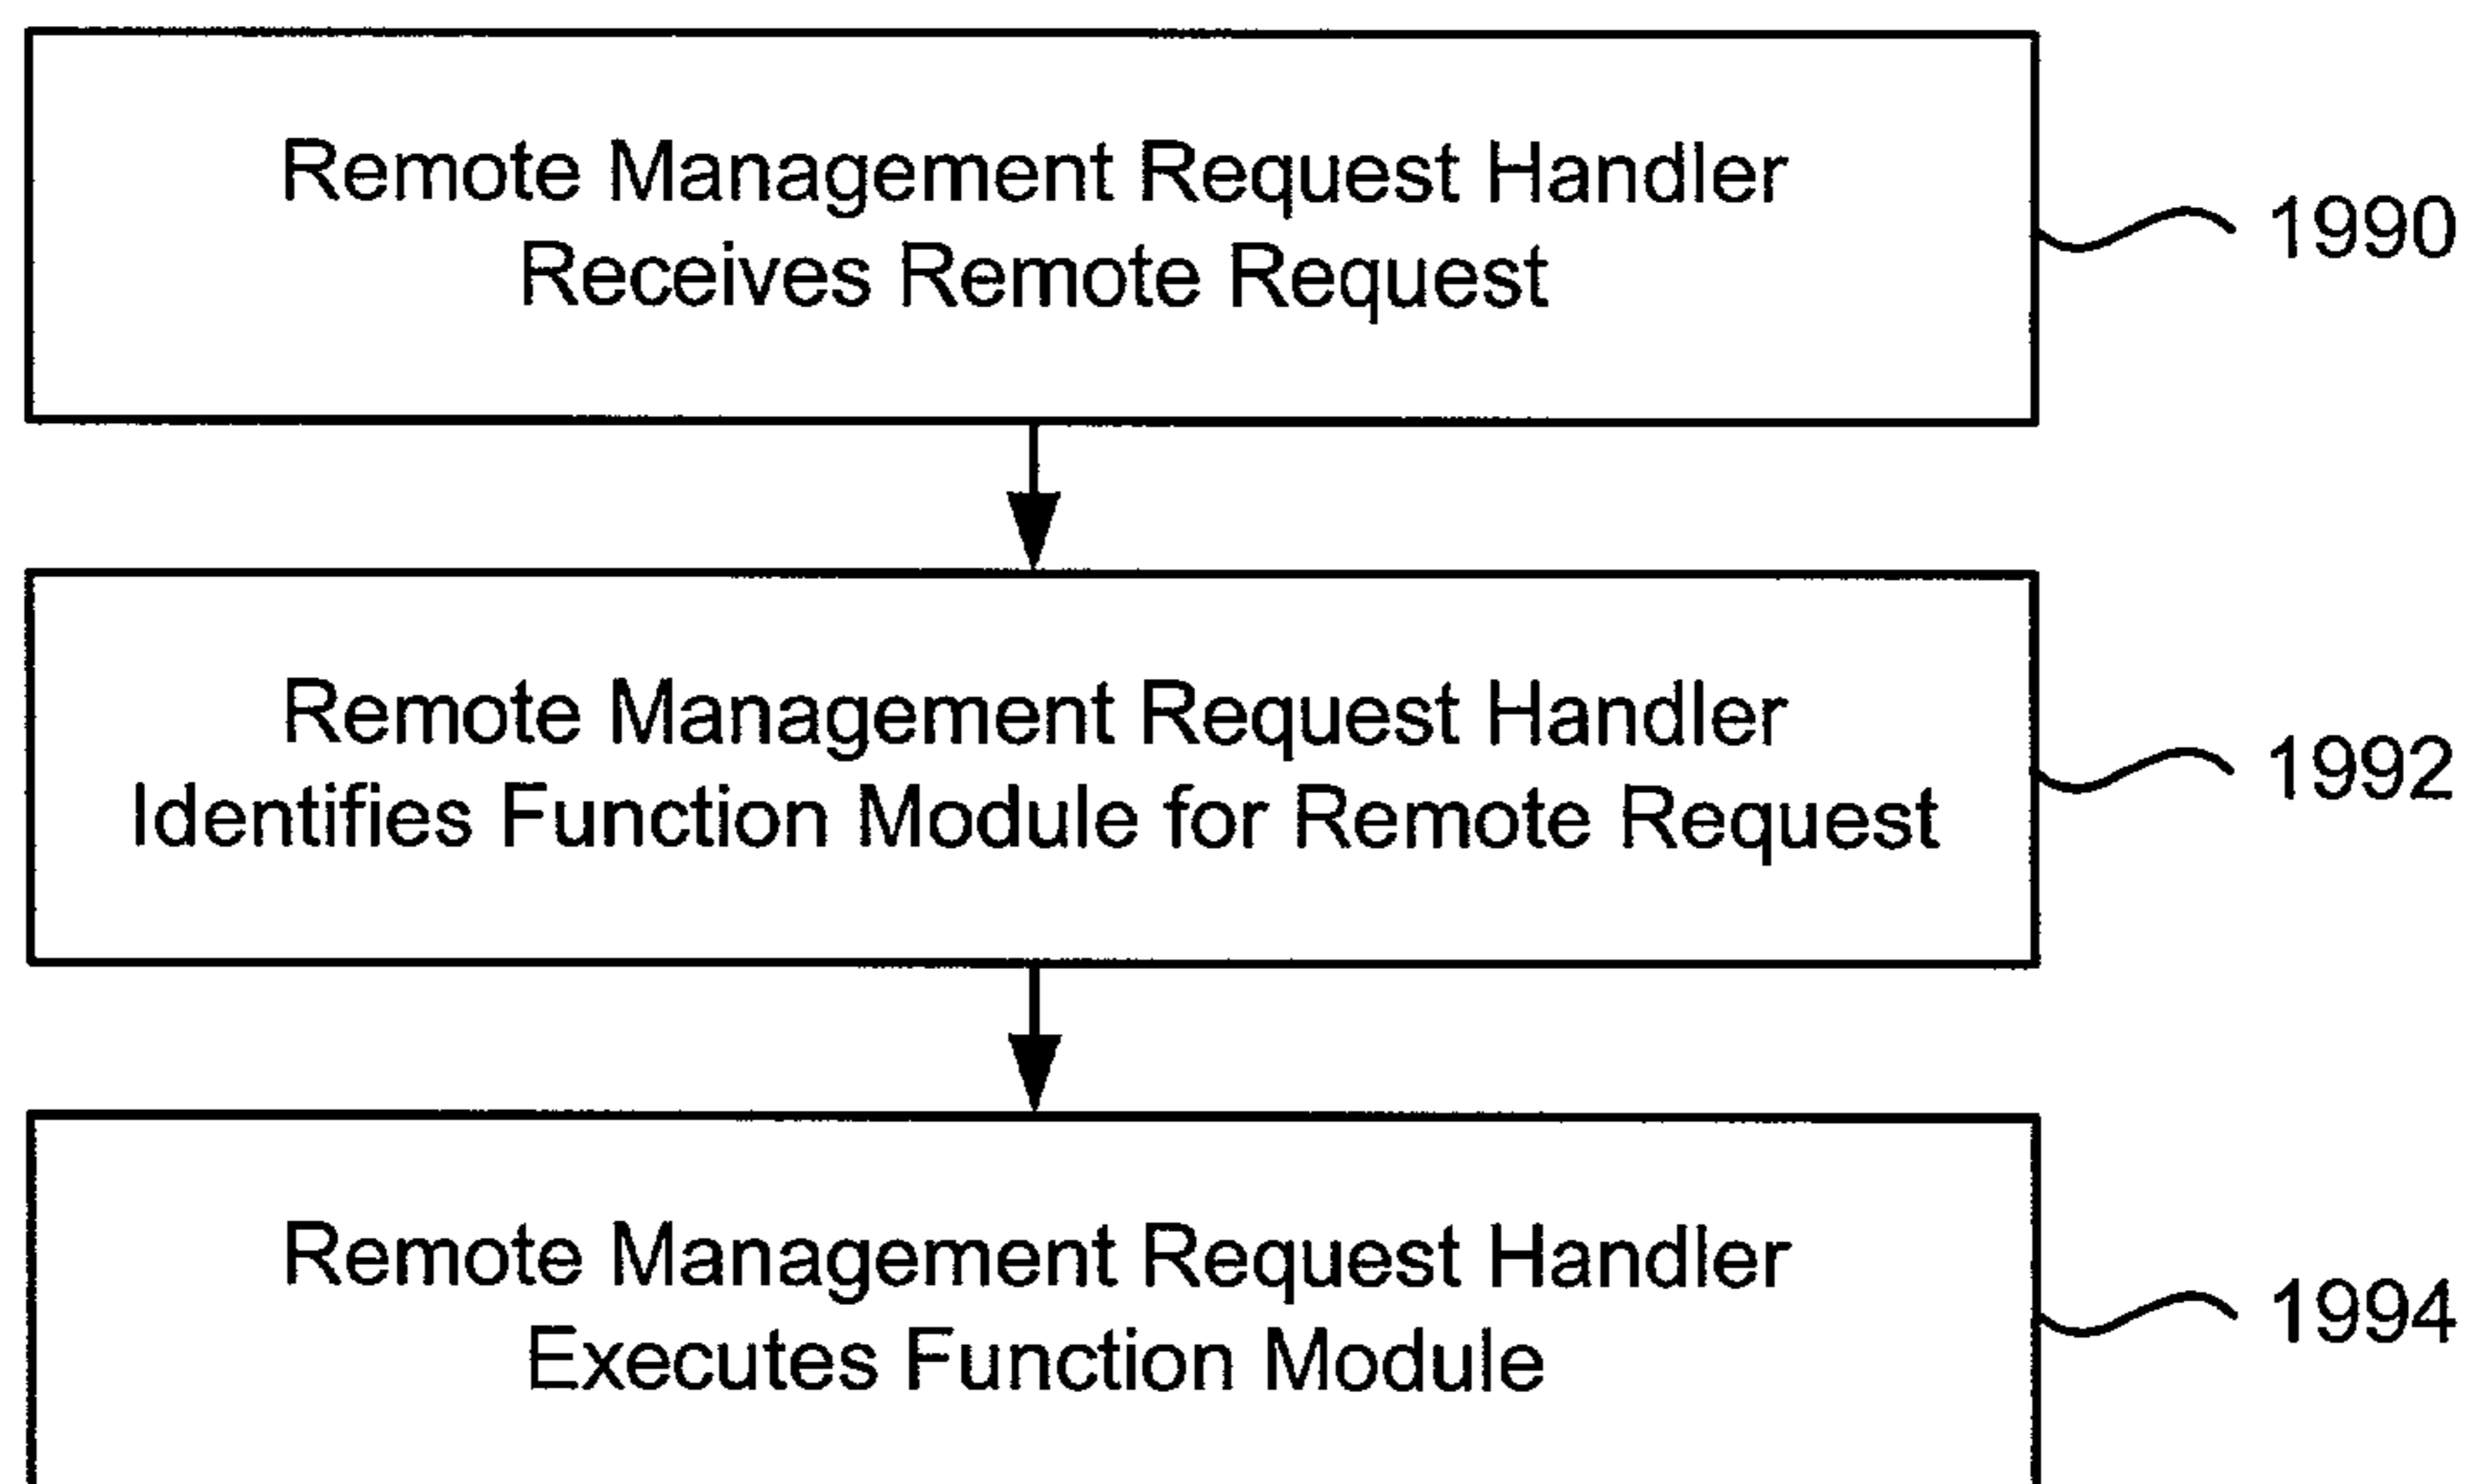 Remote Management Request Handler
Receives Remote Request
1990
Remote Management Request Handler
Identifies Function Module for Remote Request
1992
Remote Management Request Handler
Executes Function Module
1994